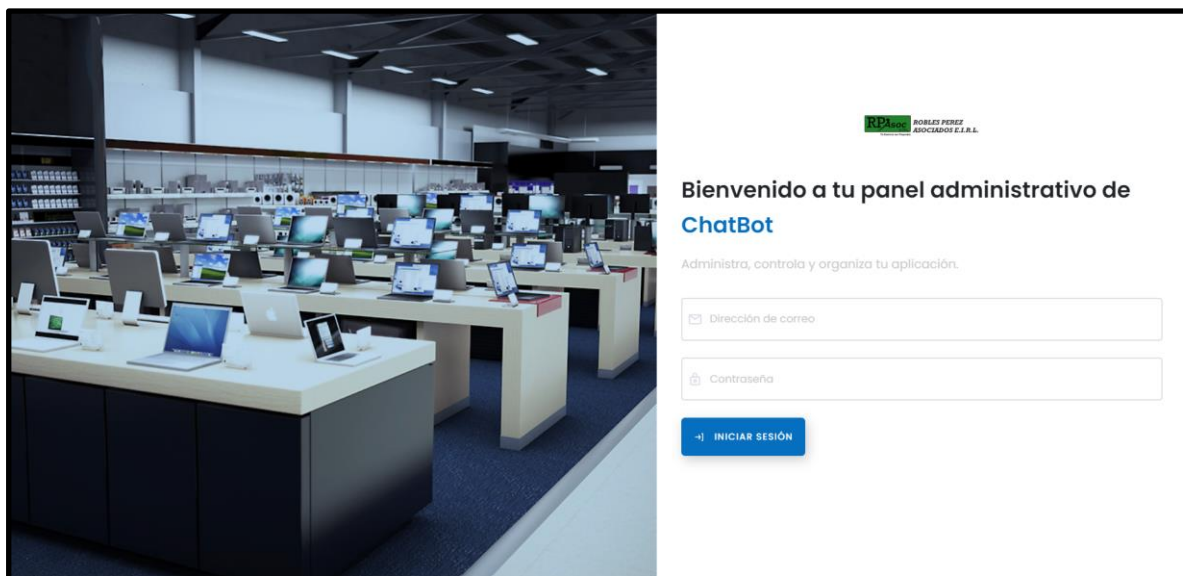 RPAsoc
ROBLES PEREZ
ASOCIADOS E.I.R.L.
Bienvenido a tu panel administrativo de
ChatBot
Administra, controla y organiza tu aplicación.
Dirección de correo
Contraseña
INICIAR SESIÓN